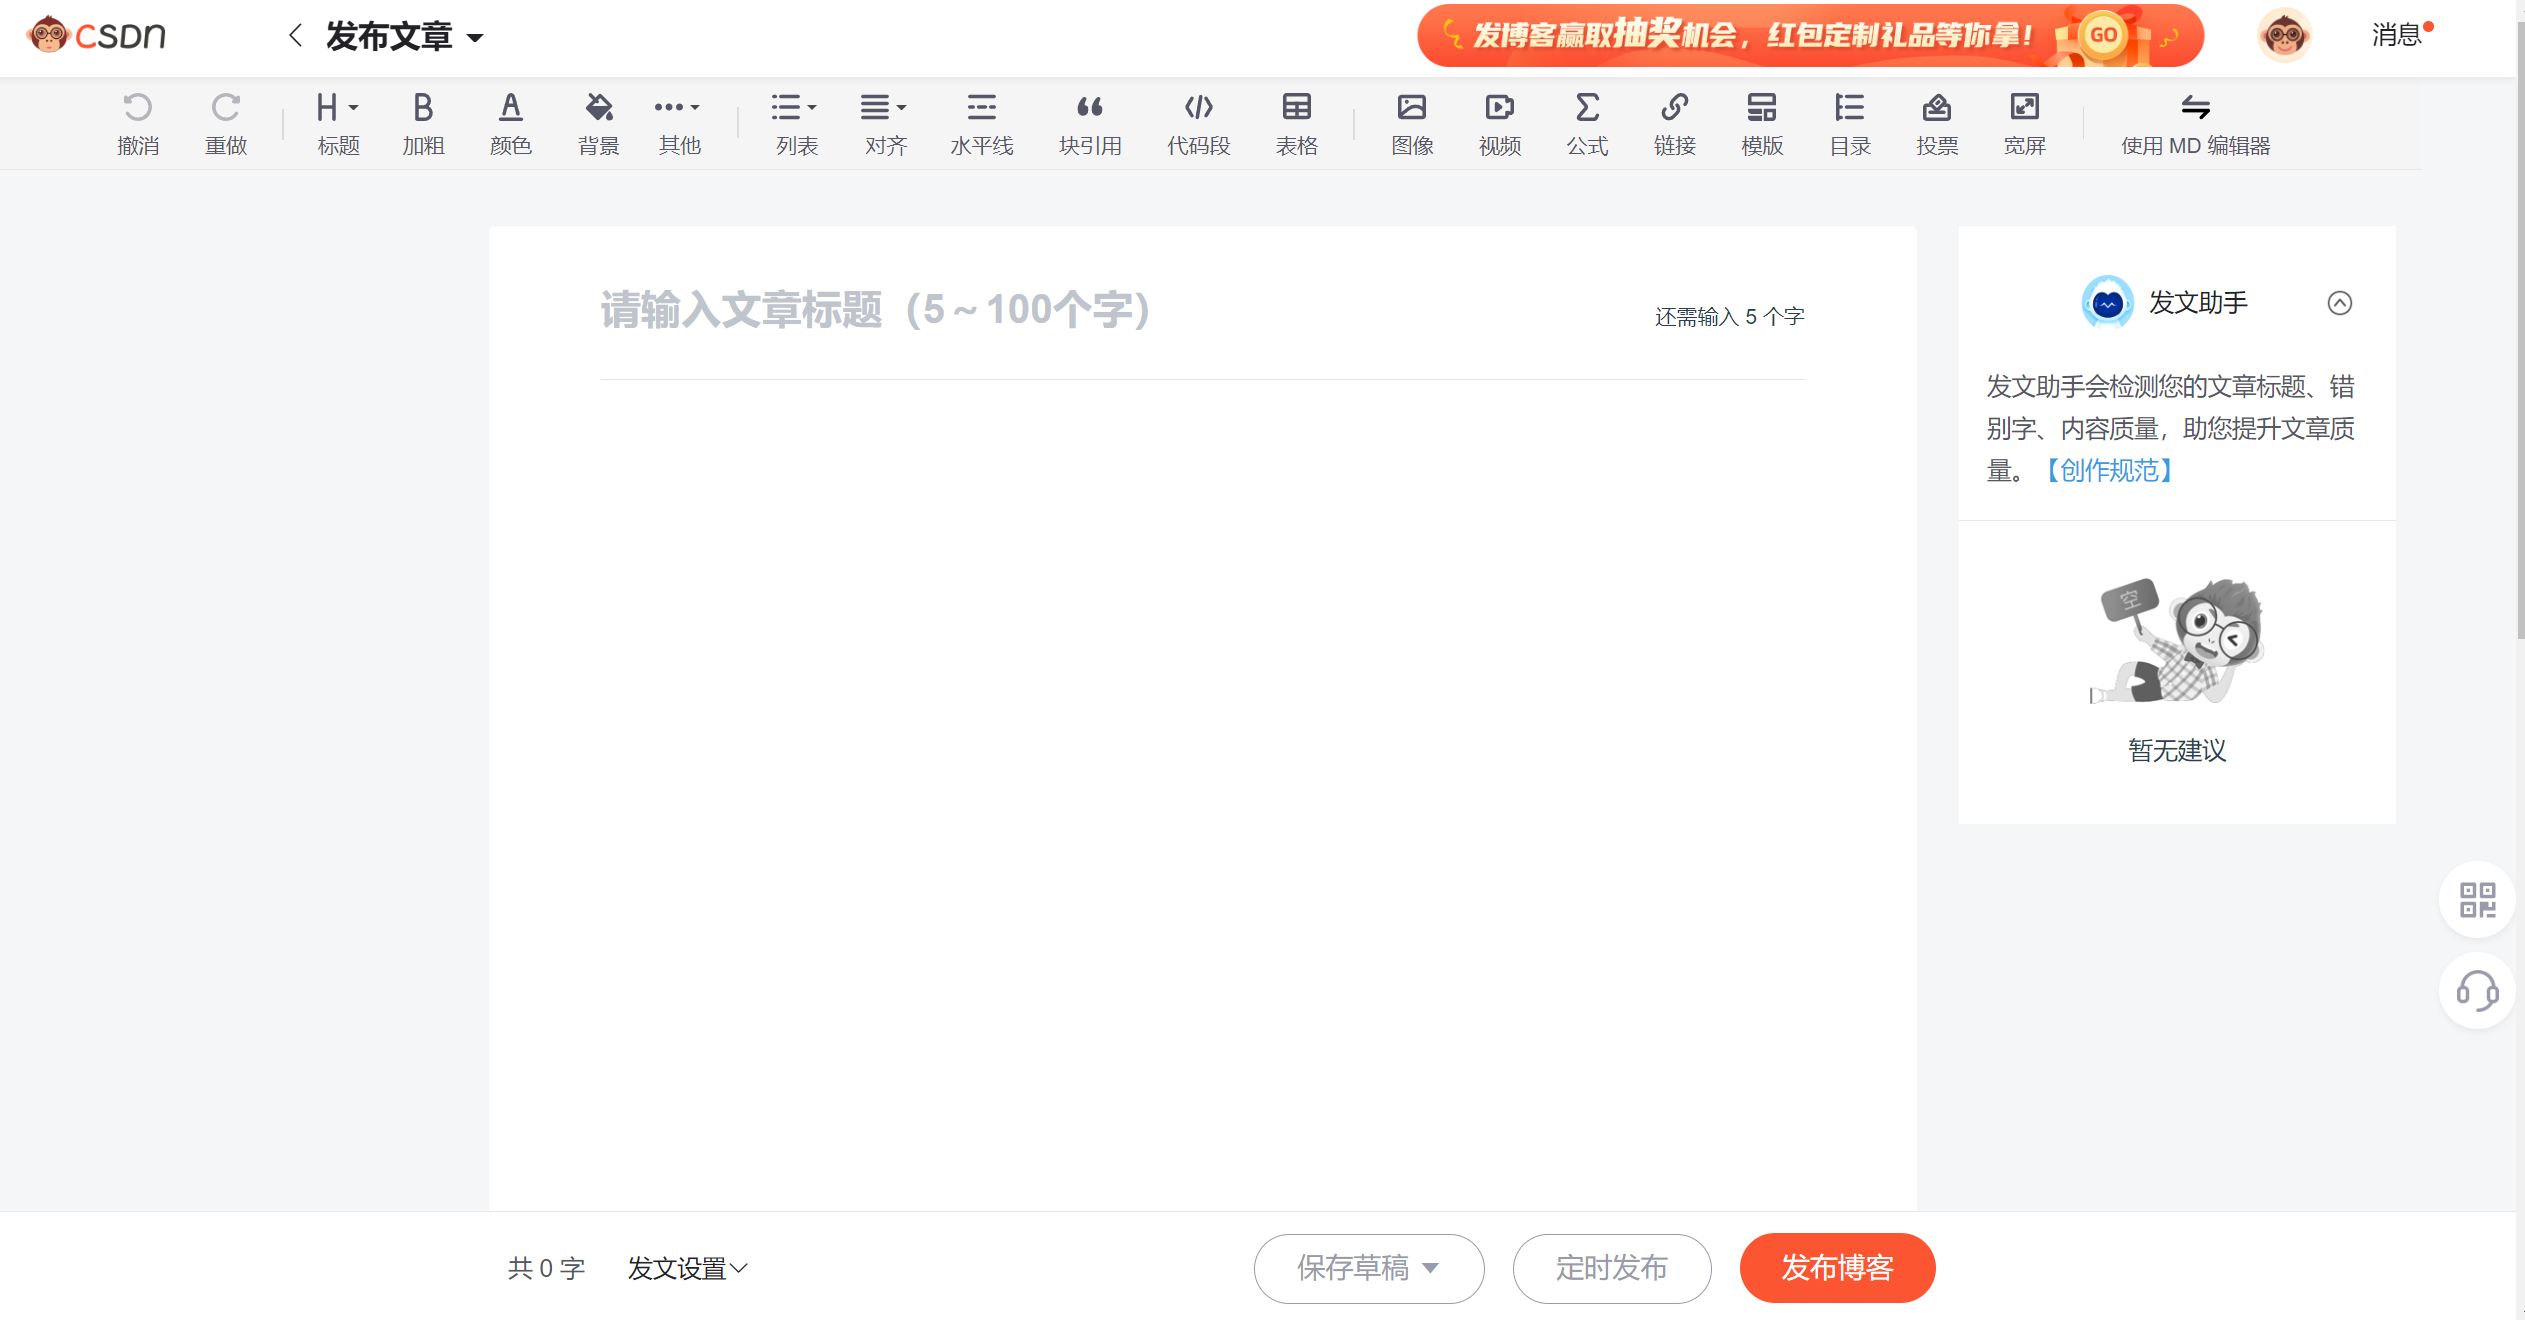 CSDN
发布文章
发博客赢取抽奖机会，红包定制礼品等你拿！
GO
消息
撤消
重做
标题
加粗
颜色
背景
其他
列表
对齐
水平线
块引用
代码段
表格
图像
视频
公式
链接
模版
目录
投票
宽屏
使用 MD 编辑器
请输入文章标题（5～100个字）
还需输入 5 个字
发文助手
发文助手会检测您的文章标题、错
别字、内容质量，助您提升文章质
量。【创作规范】
空
暂无建议
共 0 字
发文设置
保存草稿
定时发布
发布博客